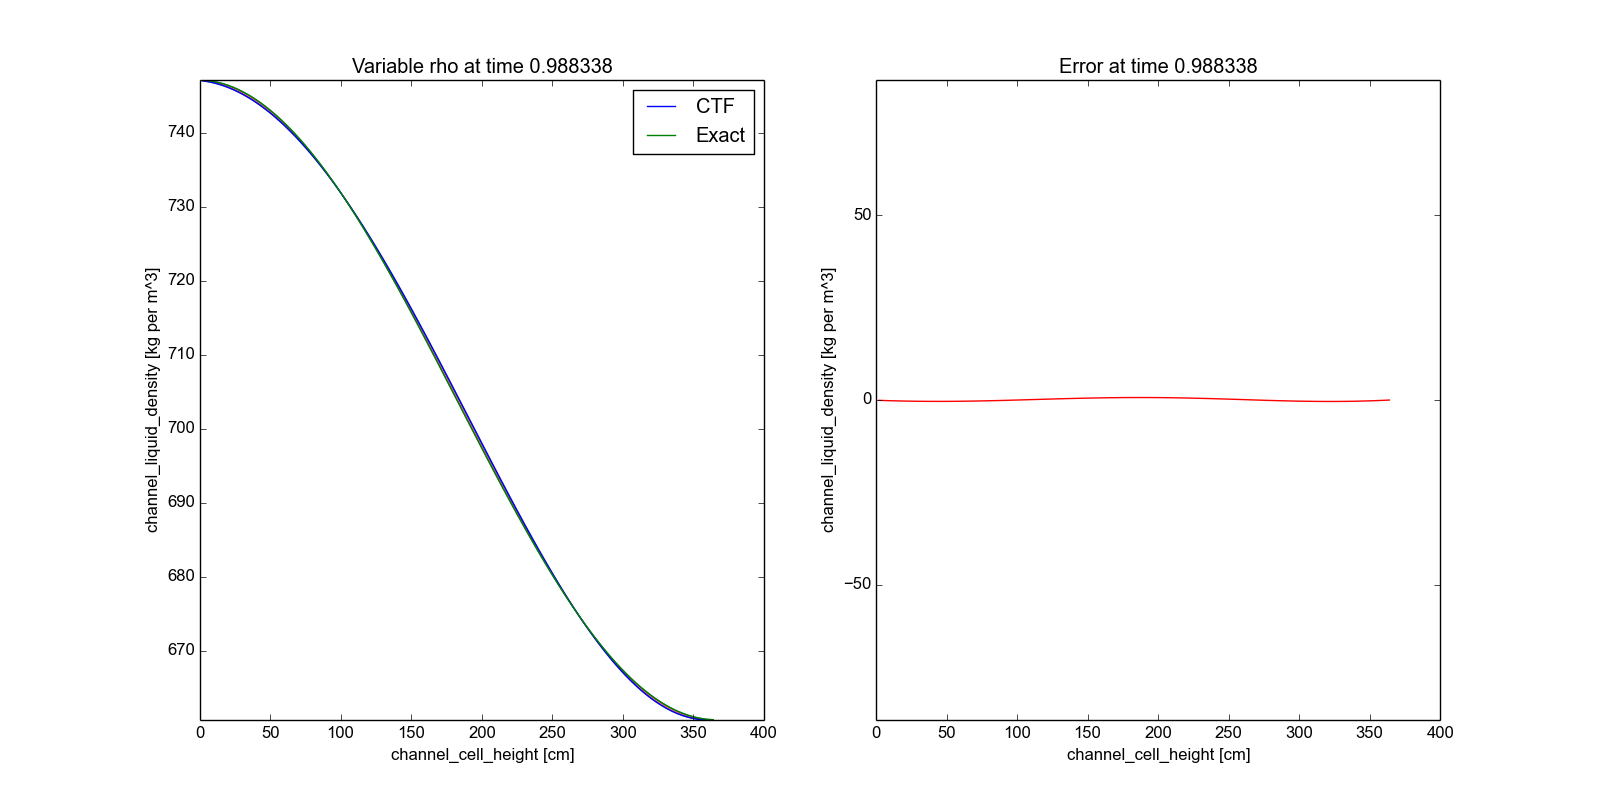 Variable rho at time 0.988338
CTF
Exact
740
730
720
710
700
690
680
670
channel_liquid_density [kg per m^3]
0 50 100 150 200 250 300 350 400
channel_cell_height [cm]
Error at time 0.988338
50
0
−50
channel_liquid_density [kg per m^3]
0 50 100 150 200 250 300 350 400
channel_cell_height [cm]